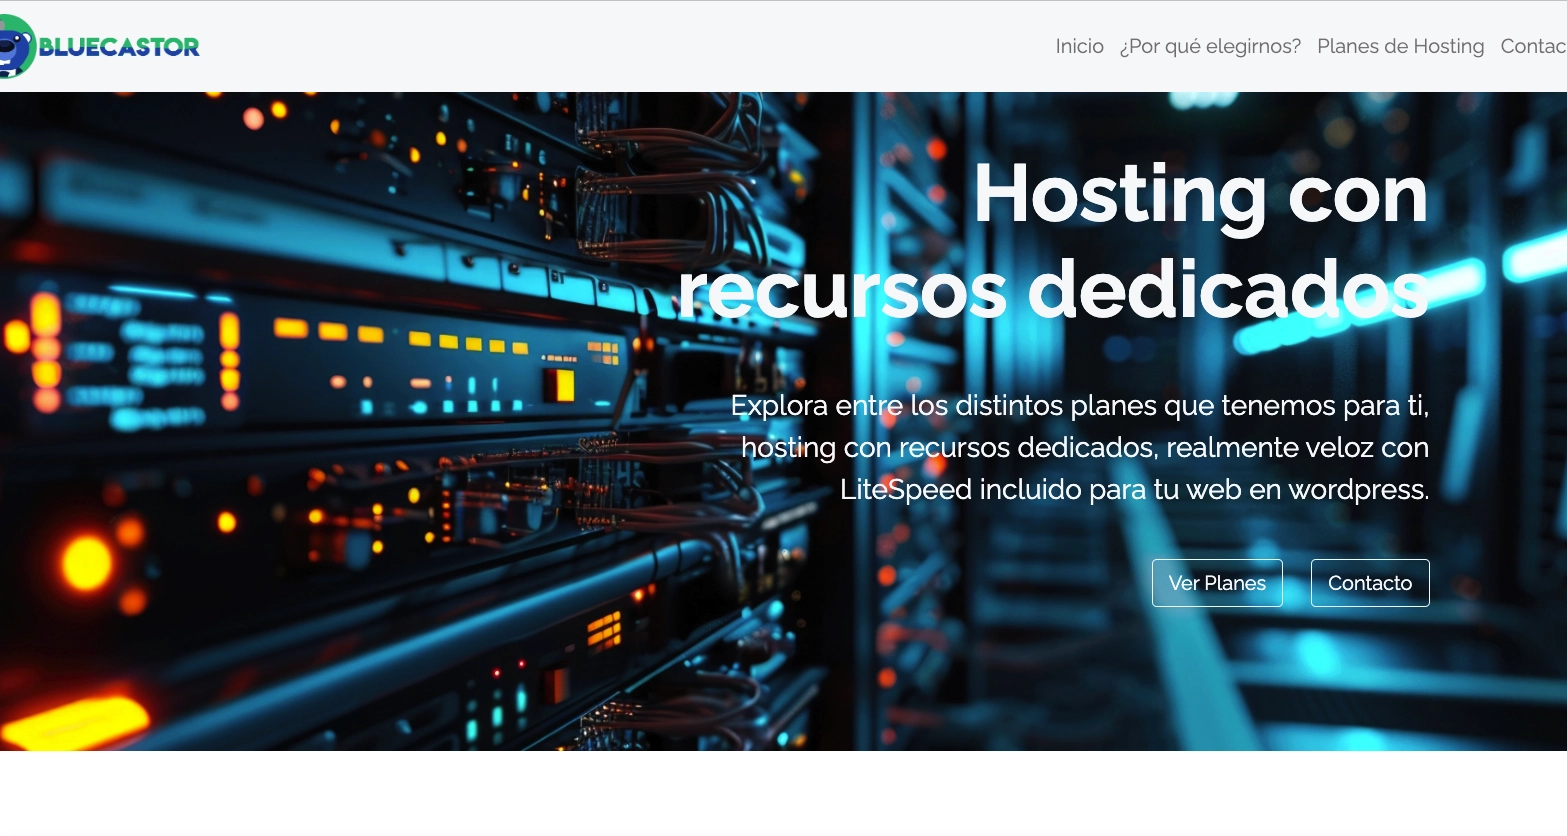 BLUECASTOR
Inicio ¿Por qué elegirnos? Planes de Hosting Contac
Hosting con
recursos dedicados
Explora entre los distintos planes que tenemos para ti,
hosting con recursos dedicados, realmente veloz con
LiteSpeed incluido para tu web en wordpress.
Ver Planes Contacto